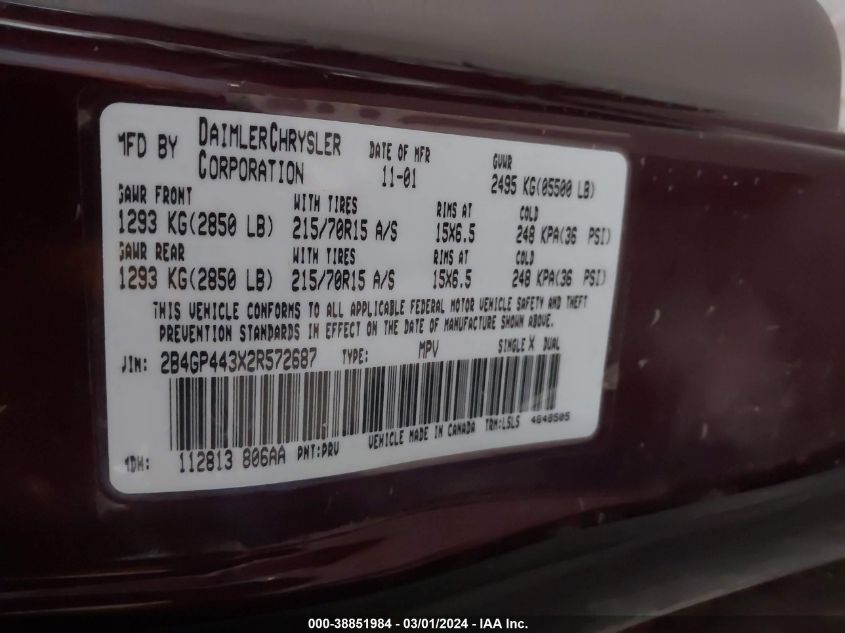 MFD BY DAIMLERCHRYSLER CORPORATION DATE OF MFR 11-01 GVWR 2495 KG(05500 LB)
GAWR FRONT WITH TIRES RIMS AT COLD
1293 KG(2850 LB) 215/70R15 A/S 15X6.5 248 KPA(36 PSI)
GAWR REAR WITH TIRES RIMS AT COLD
1293 KG(2850 LB) 215/70R15 A/S 15X6.5 248 KPA(36 PSI)
THIS VEHICLE CONFORMS TO ALL APPLICABLE FEDERAL MOTOR VEHICLE SAFETY AND THEFT
PREVENTION STANDARDS IN EFFECT ON THE DATE OF MANUFACTURE SHOWN ABOVE.
VIN: 2B4GP443X2R572687 TYPE: MPV SINGLE X DUAL
MDH: 112813 806AA PNT:PRV VEHICLE MADE IN CANADA TRM:LSL5 4848505
000-38851984 - 03/01/2024 - IAA Inc.